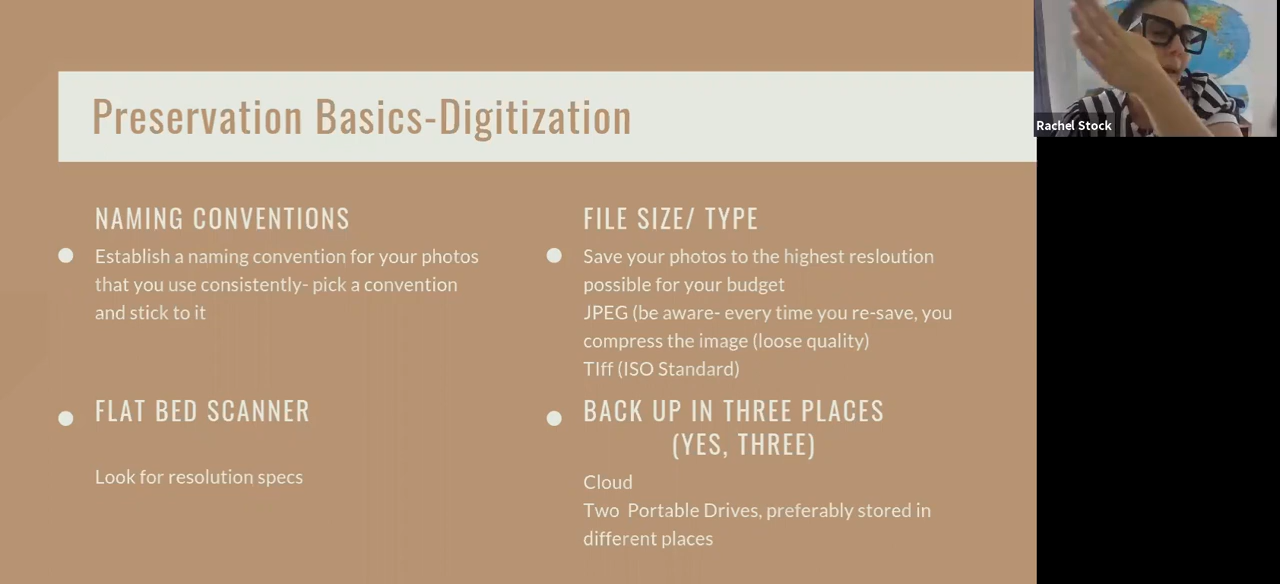 Preservation Basics-Digitization
Rachel Stock
NAMING CONVENTIONS
Establish a naming convention for your photos
that you use consistently- pick a convention
and stick to it
FILE SIZE/ TYPE
Save your photos to the highest resloution
possible for your budget
JPEG (be aware- every time you re-save, you
compress the image (loose quality)
TIff (ISO Standard)
FLAT BED SCANNER
Look for resolution specs
BACK UP IN THREE PLACES
(YES, THREE)
Cloud
Two Portable Drives, preferably stored in
different places